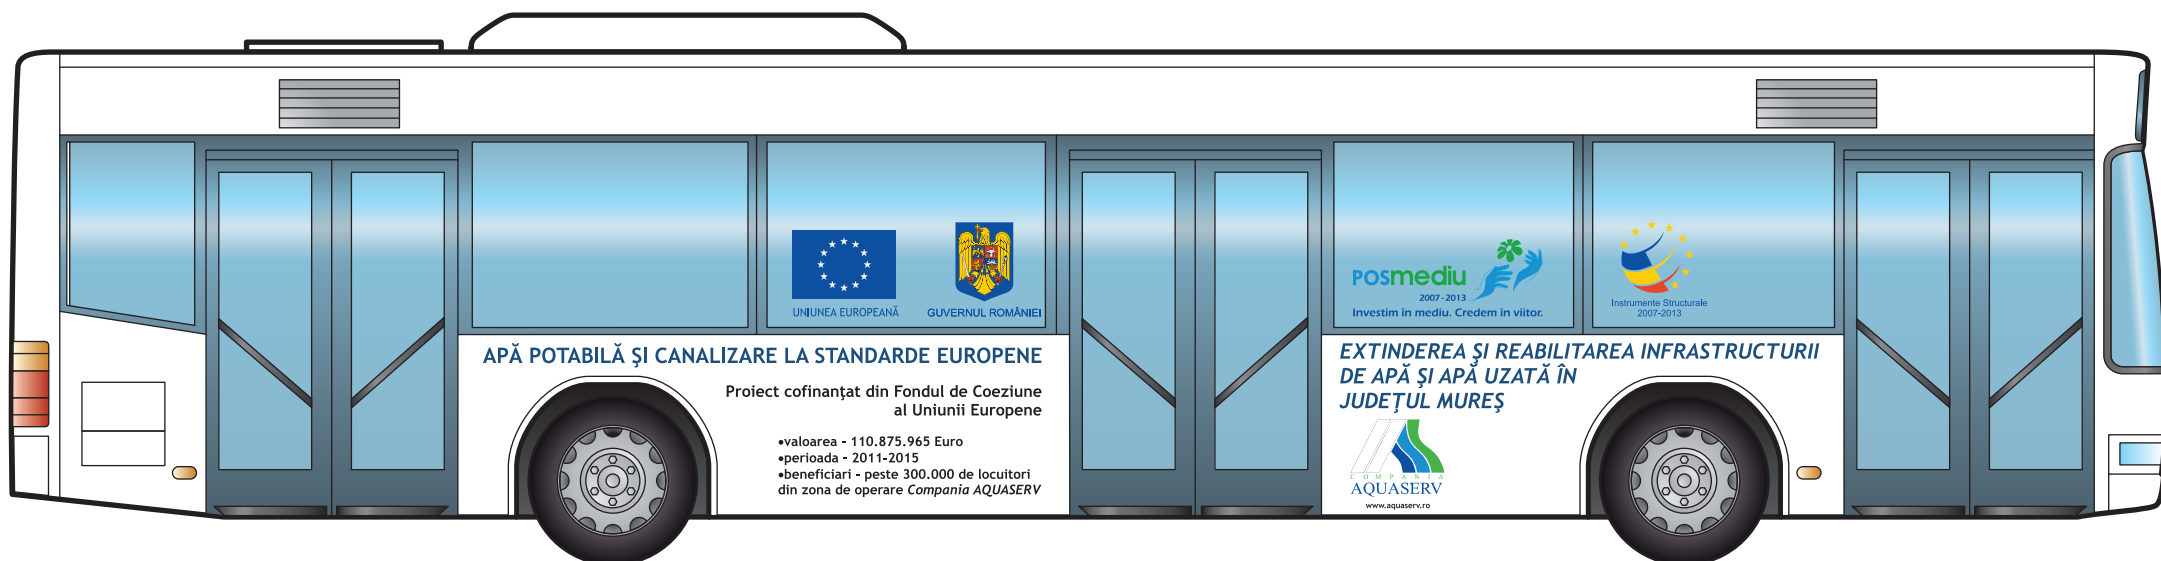 UNIUNEA EUROPEANĂ
GUVERNUL ROMÂNIEI
POSmediu
2007-2013
Investim în mediu. Credem în viitor.
Instrumente Structurale
2007-2013
APĂ POTABILĂ ŞI CANALIZARE LA STANDARDE EUROPENE
Proiect cofinanţat din Fondul de Coeziune
al Uniunii Europene
•valoarea - 110.875.965 Euro
•perioada - 2011-2015
•beneficiari - peste 300.000 de locuitori
din zona de operare Compania AQUASERV
EXTINDEREA ŞI REABILITAREA INFRASTRUCTURII
DE APĂ ŞI APĂ UZATĂ ÎN
JUDEŢUL MUREŞ
COMPANIA
AQUASERV
www.aquaserv.ro